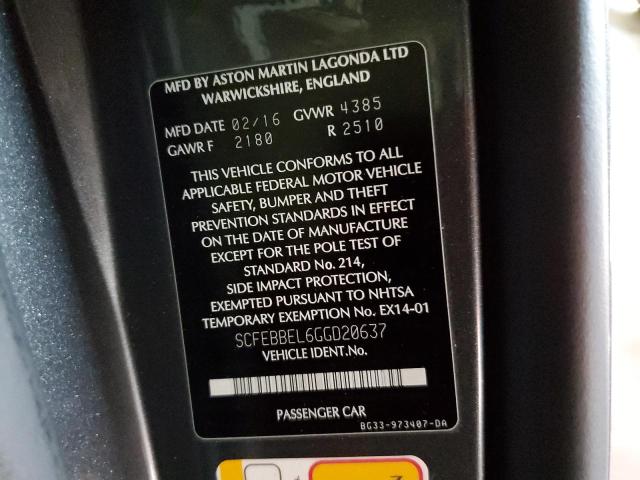 MFD BY ASTON MARTIN LAGONDA LTD
WARWICKSHIRE, ENGLAND
MFD DATE 02/16 GVWR 4385
GAWR F 2180 R 2510
THIS VEHICLE CONFORMS TO ALL
APPLICABLE FEDERAL MOTOR VEHICLE
SAFETY, BUMPER AND THEFT
PREVENTION STANDARDS IN EFFECT
ON THE DATE OF MANUFACTURE
EXCEPT FOR THE POLE TEST OF
STANDARD No. 214,
SIDE IMPACT PROTECTION,
EXEMPTED PURSUANT TO NHTSA
TEMPORARY EXEMPTION No. EX14-01
SCFEBBEL6GGD20637
VEHICLE IDENT.No.
PASSENGER CAR
BG33-973407-DA